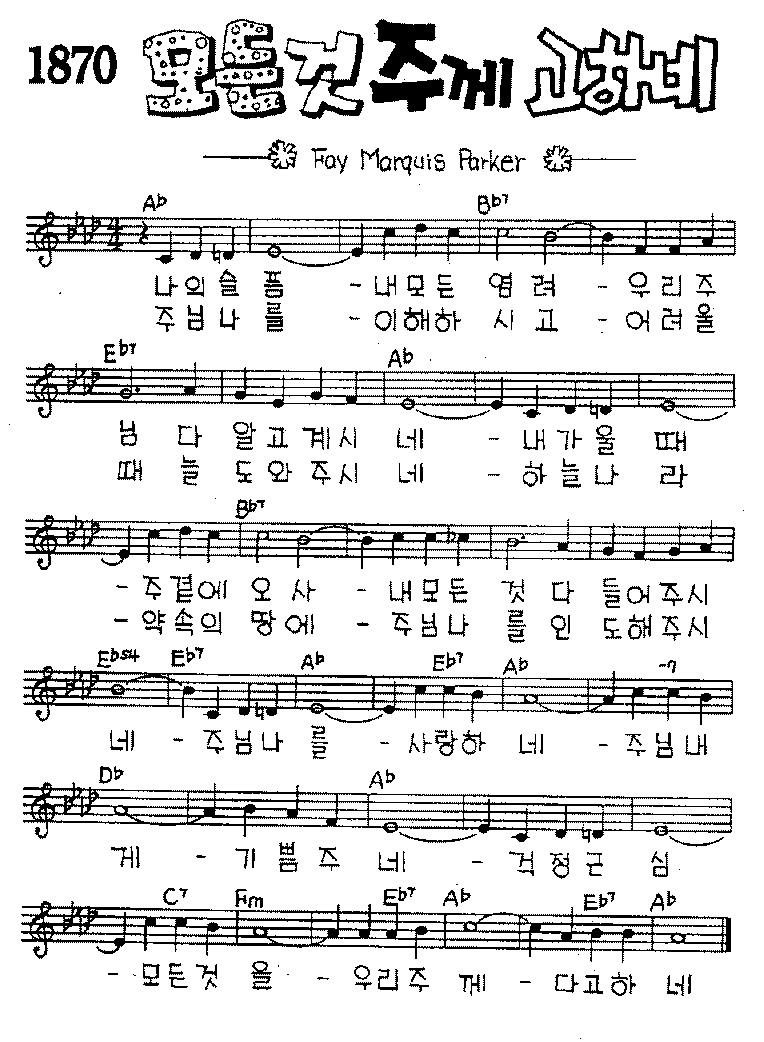 1870 모든것 주께 고하네
Fay Marquis Parker
Ab Bb7
나의슬픔 - 내모든 염려 - 우리주
주님나를 - 이해하 시고 - 어려울
Eb7 Ab
님 다 알고계시 네 - 내가울 때
때 늘 도와주시 네 - 하늘나 라
Bb7
- 주곁에 오사 - 내모든 것 다 들어주시
- 약속의 땅에 - 주님나 를 인 도해주시
Ebs4 Eb7 Ab Eb7 Ab -7
네 - 주님나 를 - 사랑하 네 - 주님내
Db Ab
게 - 기쁨주 네 - 걱정근 심
C7 Fm Eb7 Ab Eb7 Ab
- 모든것 을 - 우리주 께 - 다고하 네